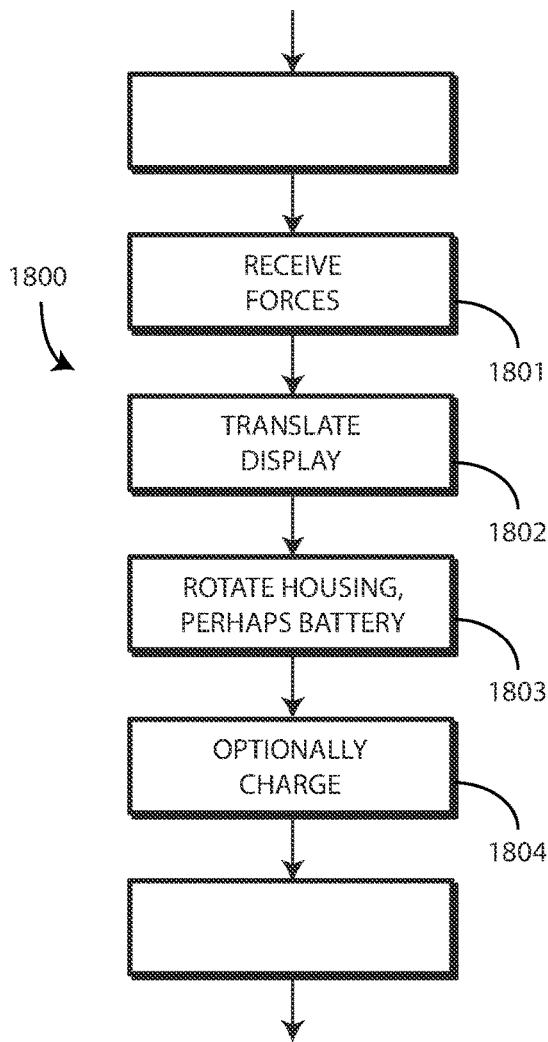 RECEIVE
FORCES
1800
1801
TRANSLATE
DISPLAY
1802
ROTATE HOUSING,
PERHAPS BATTERY
1803
OPTIONALLY
CHARGE
1804